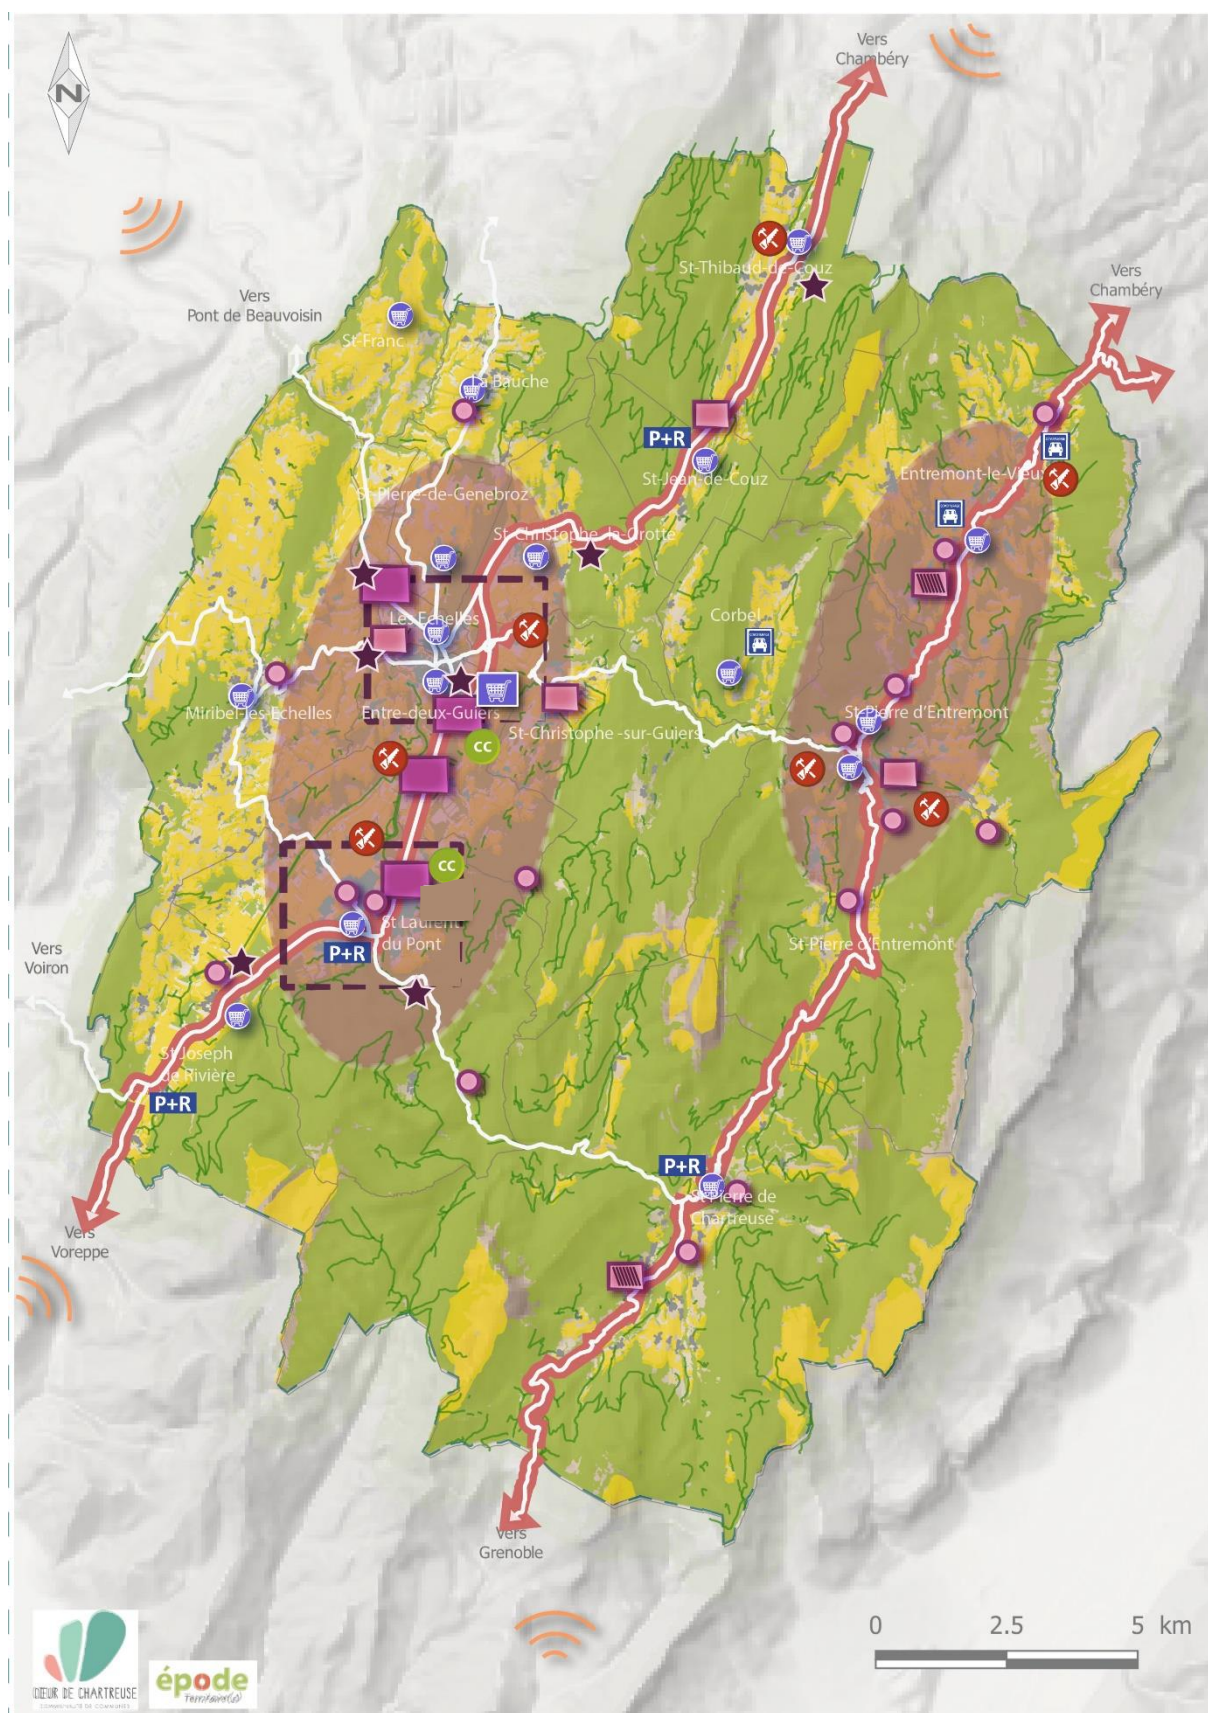 Vers
Chambéry
N
St-Thibaud-de-Couz
Vers
Chambéry
Vers
Pont de Beauvoisin
St-Franc
La Bauche
P+R
St-Jean-de-Couz
Entremont-le-Vieux
St-Pierre-de-Genebroz
St-Christophe-la-Grotte
Les Echelles
Corbel
Miribel-les-Echelles
Entre-deux-Guiers
St-Christophe -sur-Guiers
St-Pierre d'Entremont
CC
CC
St Laurent
du Pont
P+R
St-Pierre d'Entremont
Vers
Voiron
St Joseph
de Rivière
P+R
P+R
St Pierre de
Chartreuse
Vers
Voreppe
Vers
Grenoble
0 2.5 5 km
CŒUR DE CHARTREUSE
COMMUNAUTÉ DE COMMUNES
épode